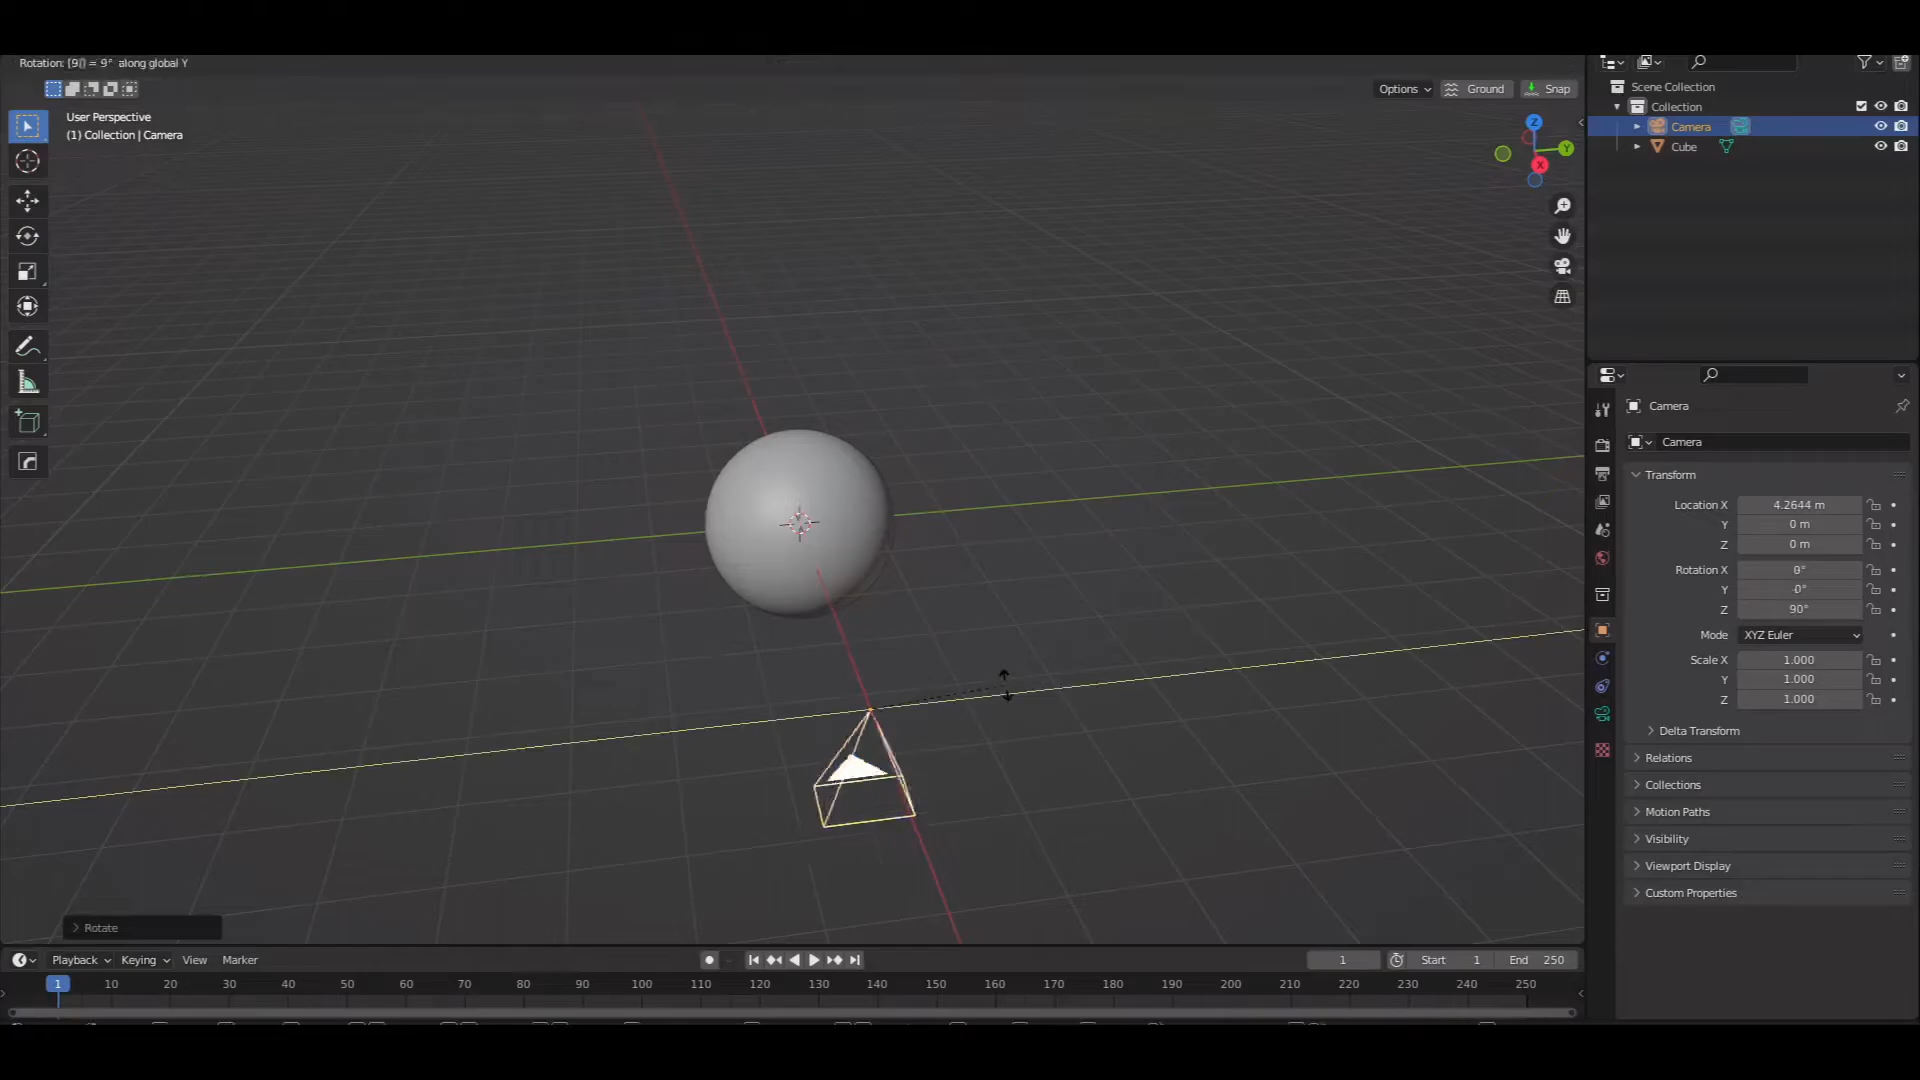 Rotation: [9|] = 9° along global Y
Options
Ground
Snap
User Perspective
(1) Collection | Camera
Z
Y
X
Rotate
Scene Collection
Collection
Camera
Cube
Camera
Camera
Transform
Location X 4.2644 m
Y 0 m
Z 0 m
Rotation X 0°
Y 0°
Z 90°
Mode XYZ Euler
Scale X 1.000
Y 1.000
Z 1.000
Delta Transform
Relations
Collections
Motion Paths
Visibility
Viewport Display
Custom Properties
Playback Keying View Marker 1 Start 1 End 250
1 10 20 30 40 50 60 70 80 90 100 110 120 130 140 150 160 170 180 190 200 210 220 230 240 250